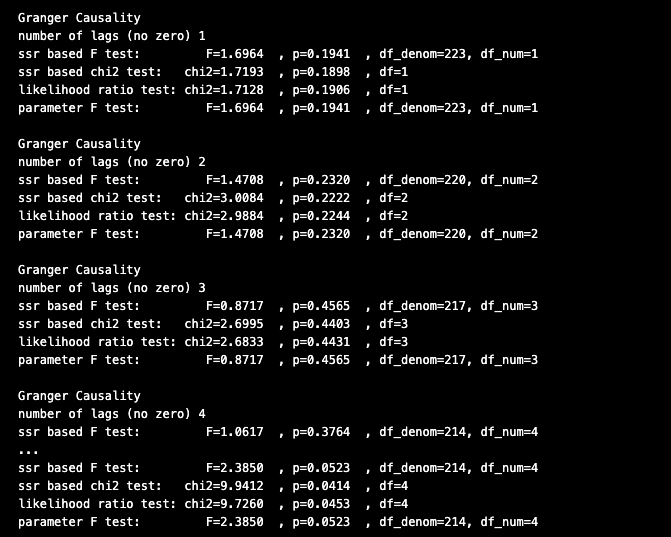 Granger Causality
number of lags (no zero) 1
ssr based F test:         F=1.6964  , p=0.1941  , df_denom=223, df_num=1
ssr based chi2 test:   chi2=1.7193  , p=0.1898  , df=1
likelihood ratio test: chi2=1.7128  , p=0.1906  , df=1
parameter F test:         F=1.6964  , p=0.1941  , df_denom=223, df_num=1

Granger Causality
number of lags (no zero) 2
ssr based F test:         F=1.4708  , p=0.2320  , df_denom=220, df_num=2
ssr based chi2 test:   chi2=3.0084  , p=0.2222  , df=2
likelihood ratio test: chi2=2.9884  , p=0.2244  , df=2
parameter F test:         F=1.4708  , p=0.2320  , df_denom=220, df_num=2

Granger Causality
number of lags (no zero) 3
ssr based F test:         F=0.8717  , p=0.4565  , df_denom=217, df_num=3
ssr based chi2 test:   chi2=2.6995  , p=0.4403  , df=3
likelihood ratio test: chi2=2.6833  , p=0.4431  , df=3
parameter F test:         F=0.8717  , p=0.4565  , df_denom=217, df_num=3

Granger Causality
number of lags (no zero) 4
ssr based F test:         F=1.0617  , p=0.3764  , df_denom=214, df_num=4
...
ssr based F test:         F=2.3850  , p=0.0523  , df_denom=214, df_num=4
ssr based chi2 test:   chi2=9.9412  , p=0.0414  , df=4
likelihood ratio test: chi2=9.7260  , p=0.0453  , df=4
parameter F test:         F=2.3850  , p=0.0523  , df_denom=214, df_num=4